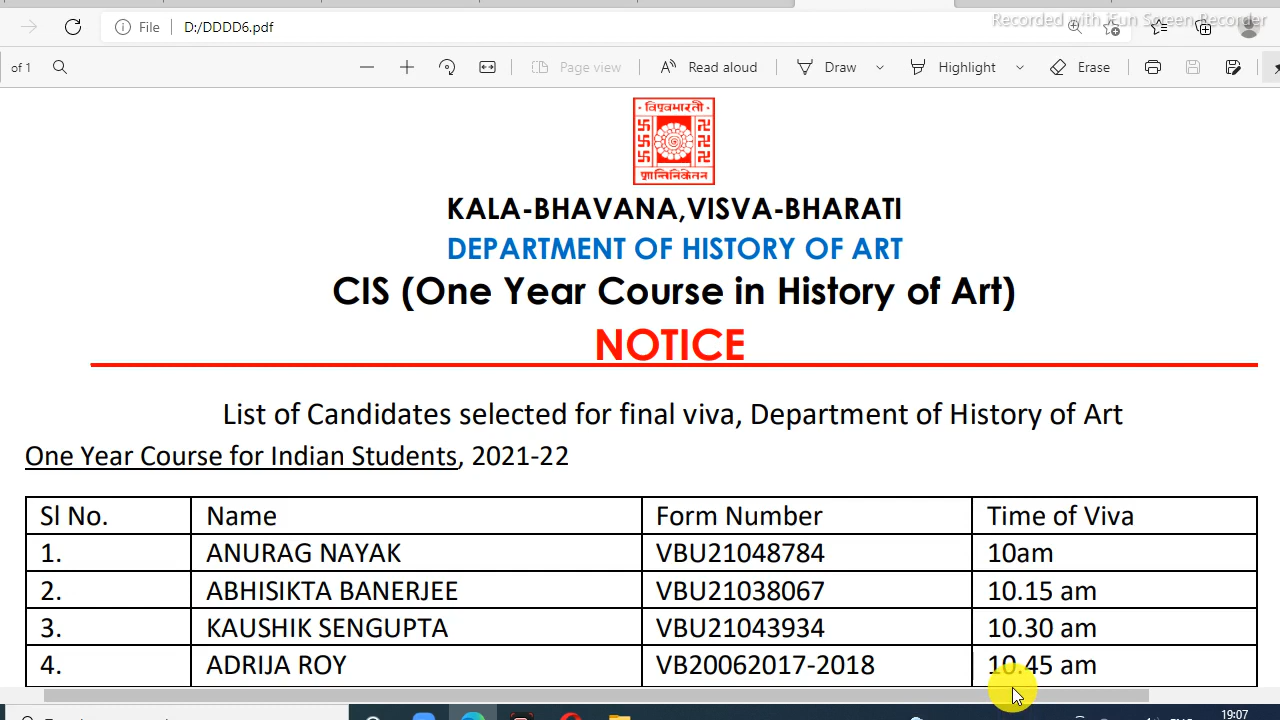 Recorded with iFun Screen Recorder
File D:/DDDD6.pdf
of 1 Page view Read aloud Draw Highlight Erase
विश्वभारती
शान्तिनिकेतन
KALA-BHAVANA,VISVA-BHARATI
DEPARTMENT OF HISTORY OF ART
CIS (One Year Course in History of Art)
NOTICE
List of Candidates selected for final viva, Department of History of Art
One Year Course for Indian Students, 2021-22
Sl No. Name Form Number Time of Viva
1. ANURAG NAYAK VBU21048784 10am
2. ABHISIKTA BANERJEE VBU21038067 10.15 am
3. KAUSHIK SENGUPTA VBU21043934 10.30 am
4. ADRIJA ROY VB20062017-2018 10.45 am
19:07